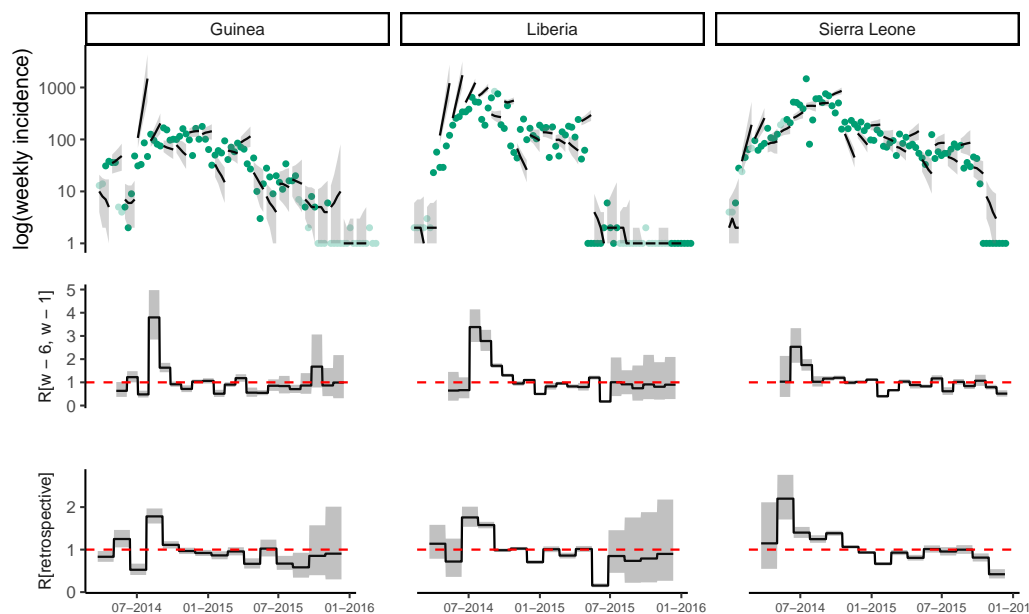 Guinea Liberia Sierra Leone
log(weekly incidence)
1000
100
10
1
R[w − 6, w − 1]
5
4
3
2
1
0
R[retrospective]
2
1
0
07−2014 01−2015 07−2015 01−2016 07−2014 01−2015 07−2015 01−2016 07−2014 01−2015 07−2015 01−201